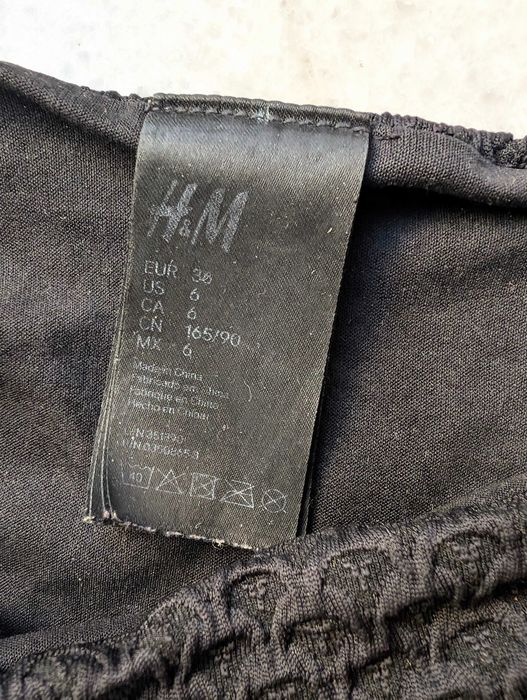 H&M
EUR 36
US 6
CA 6
CN 165/90
MX 6
Made in China
Fabricado en China
Fabriqué en Chine
Hecho en China
40